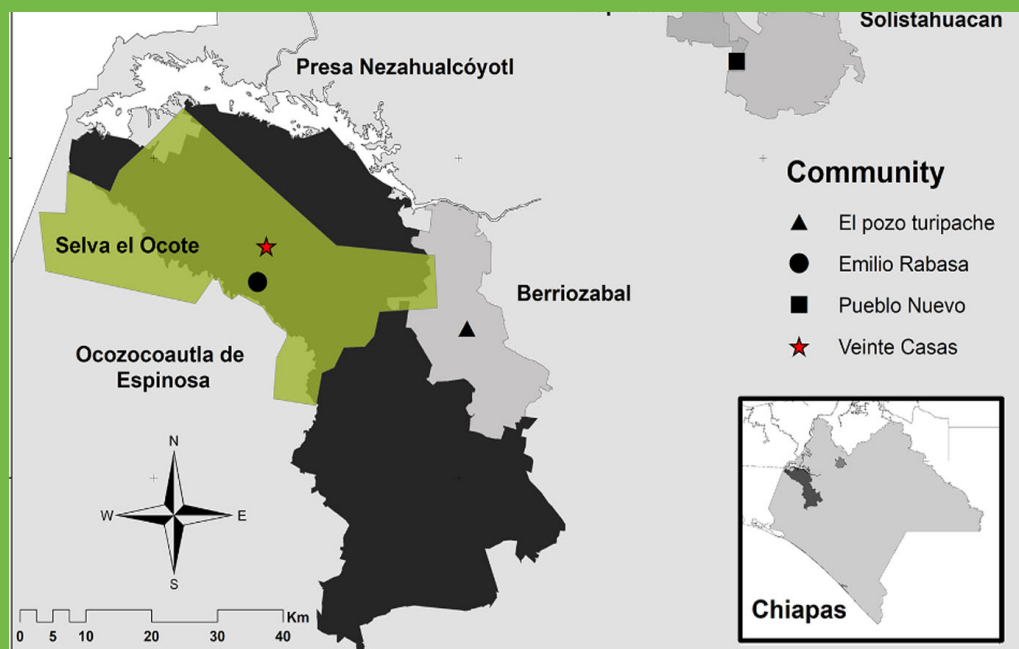 Solistahuacan
Presa Nezahualcóyotl
Community
El pozo turipache
Emilio Rabasa
Pueblo Nuevo
Veinte Casas
Selva el Ocote
Berriozabal
Ocozocoautla de
Espinosa
N
W E
S
Km
0 5 10 20 30 40
Chiapas